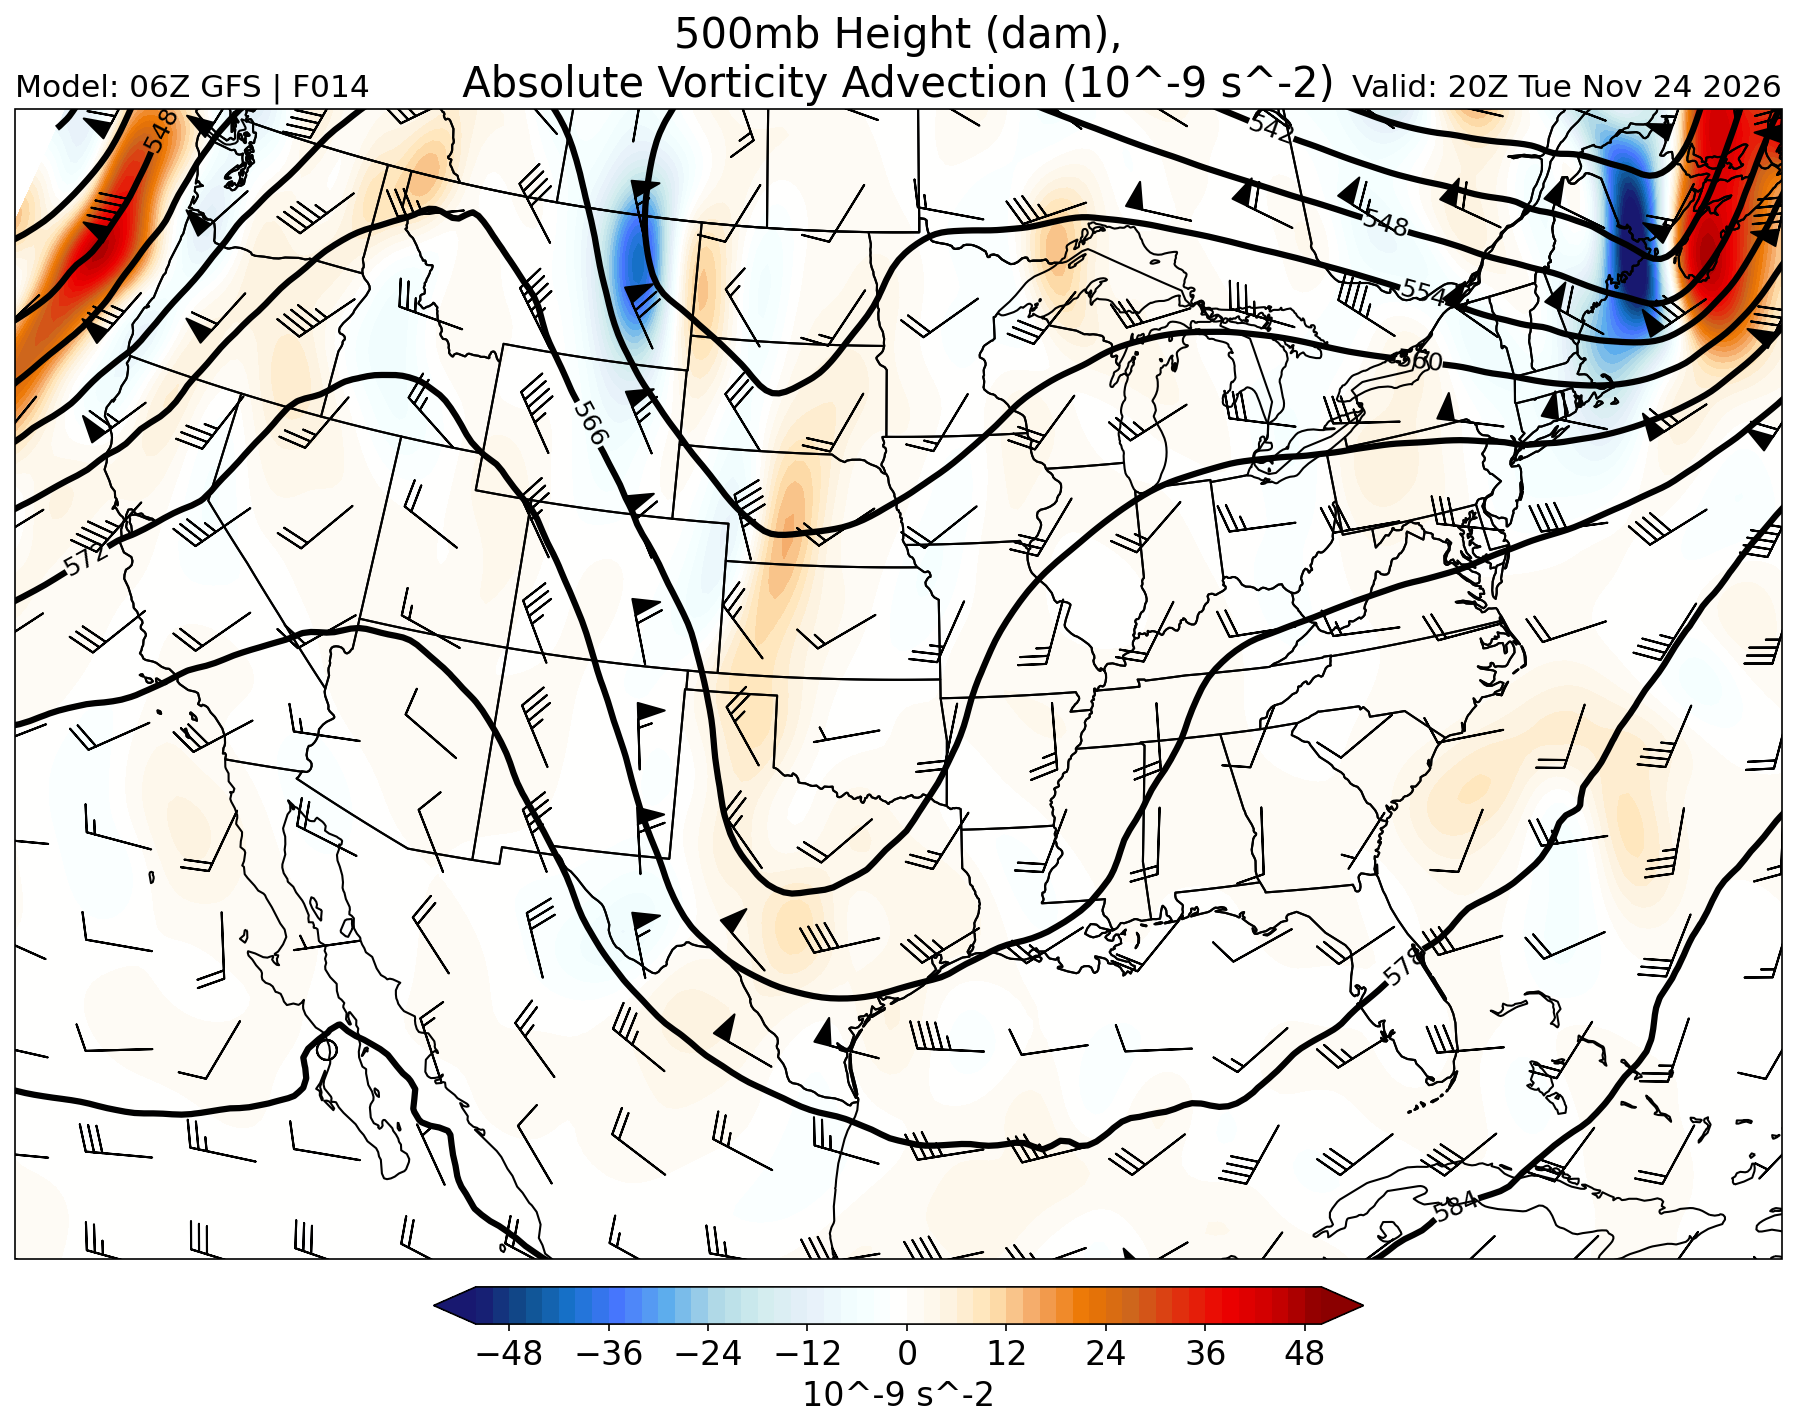 500mb Height (dam),
Model: 06Z GFS | F014
Absolute Vorticity Advection (10^-9 s^-2)
Valid: 20Z Tue Nov 24 2026
548
542
548
554
560
566
572
578
584
−48 −36 −24 −12 0 12 24 36 48
10^-9 s^-2